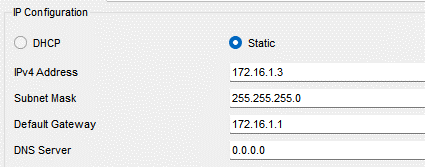 IP Configuration
DHCP Static
IPv4 Address 172.16.1.3
Subnet Mask 255.255.255.0
Default Gateway 172.16.1.1
DNS Server 0.0.0.0